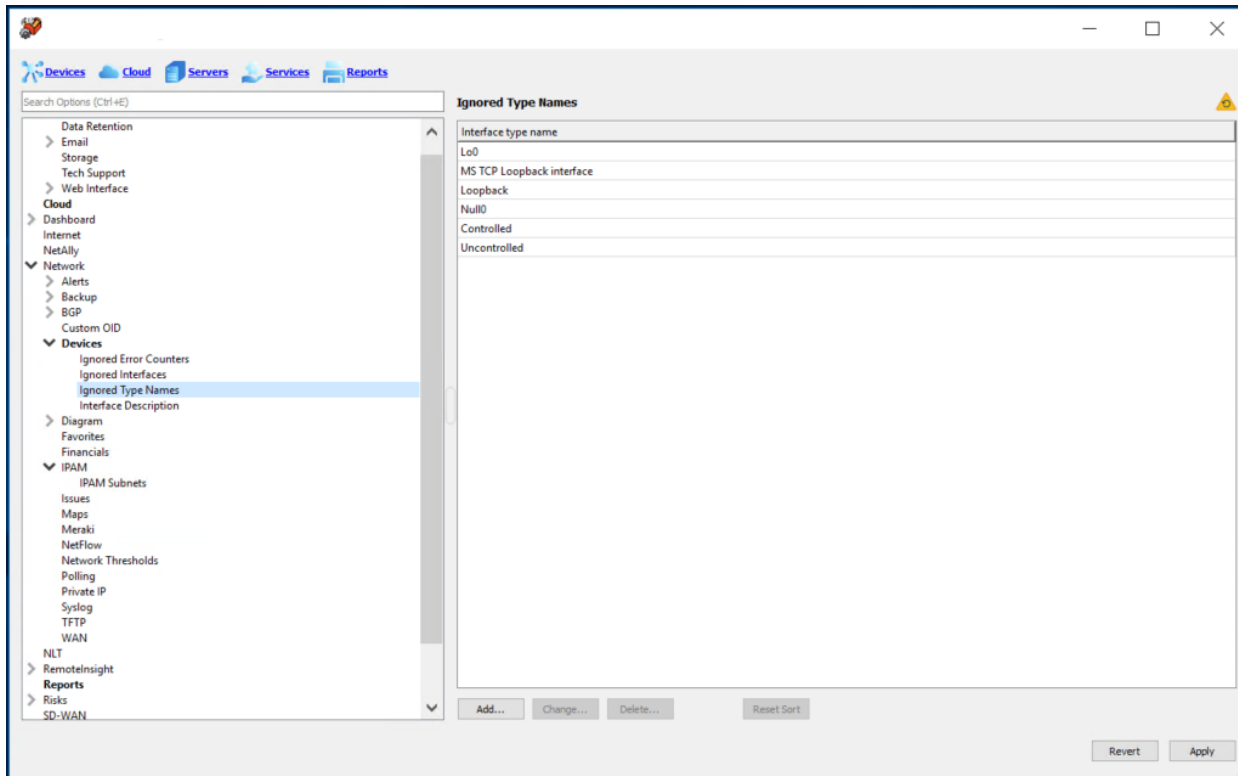 Devices Cloud Servers Services Reports
Search Options (Ctrl+E)
Data Retention
Email
Storage
Tech Support
Web Interface
Cloud
Dashboard
Internet
NetAlly
Network
Alerts
Backup
BGP
Custom OID
Devices
Ignored Error Counters
Ignored Interfaces
Ignored Type Names
Interface Description
Diagram
Favorites
Financials
IPAM
IPAM Subnets
Issues
Maps
Meraki
NetFlow
Network Thresholds
Polling
Private IP
Syslog
TFTP
WAN
NLT
RemoteInsight
Reports
Risks
SD-WAN
Ignored Type Names
Interface type name
Lo0
MS TCP Loopback interface
Loopback
Null0
Controlled
Uncontrolled
Add... Change... Delete... Reset Sort
Revert Apply